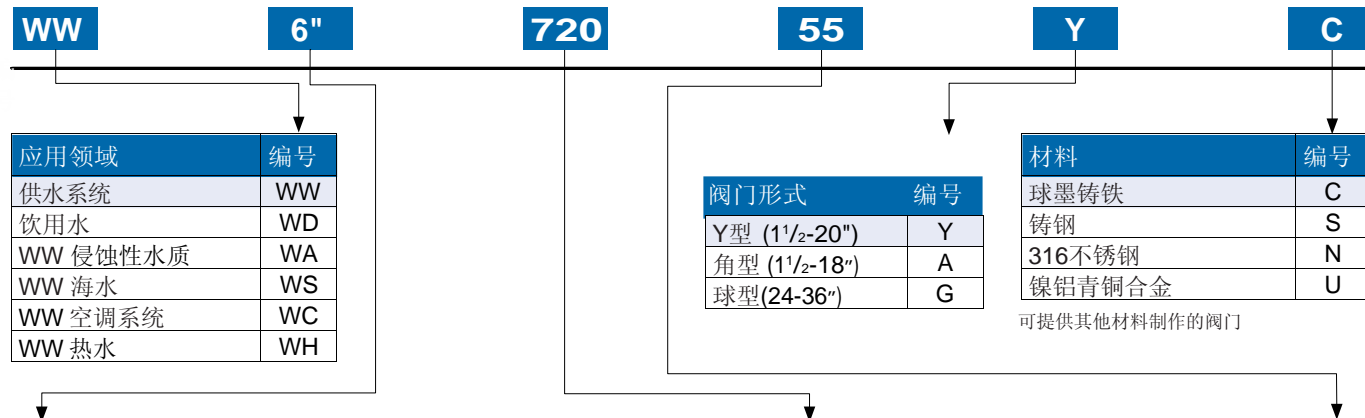 WW 6" 720 55 Y C
应用领域 编号
供水系统 WW
饮用水 WD
WW 侵蚀性水质 WA
WW 海水 WS
WW 空调系统 WC
WW 热水 WH
阀门形式 编号
Y型 (1¹/₂-20") Y
角型 (1¹/₂-18″) A
球型(24-36″) G
材料 编号
球墨铸铁 C
铸钢 S
316不锈钢 N
镍铝青铜合金 U
可提供其他材料制作的阀门